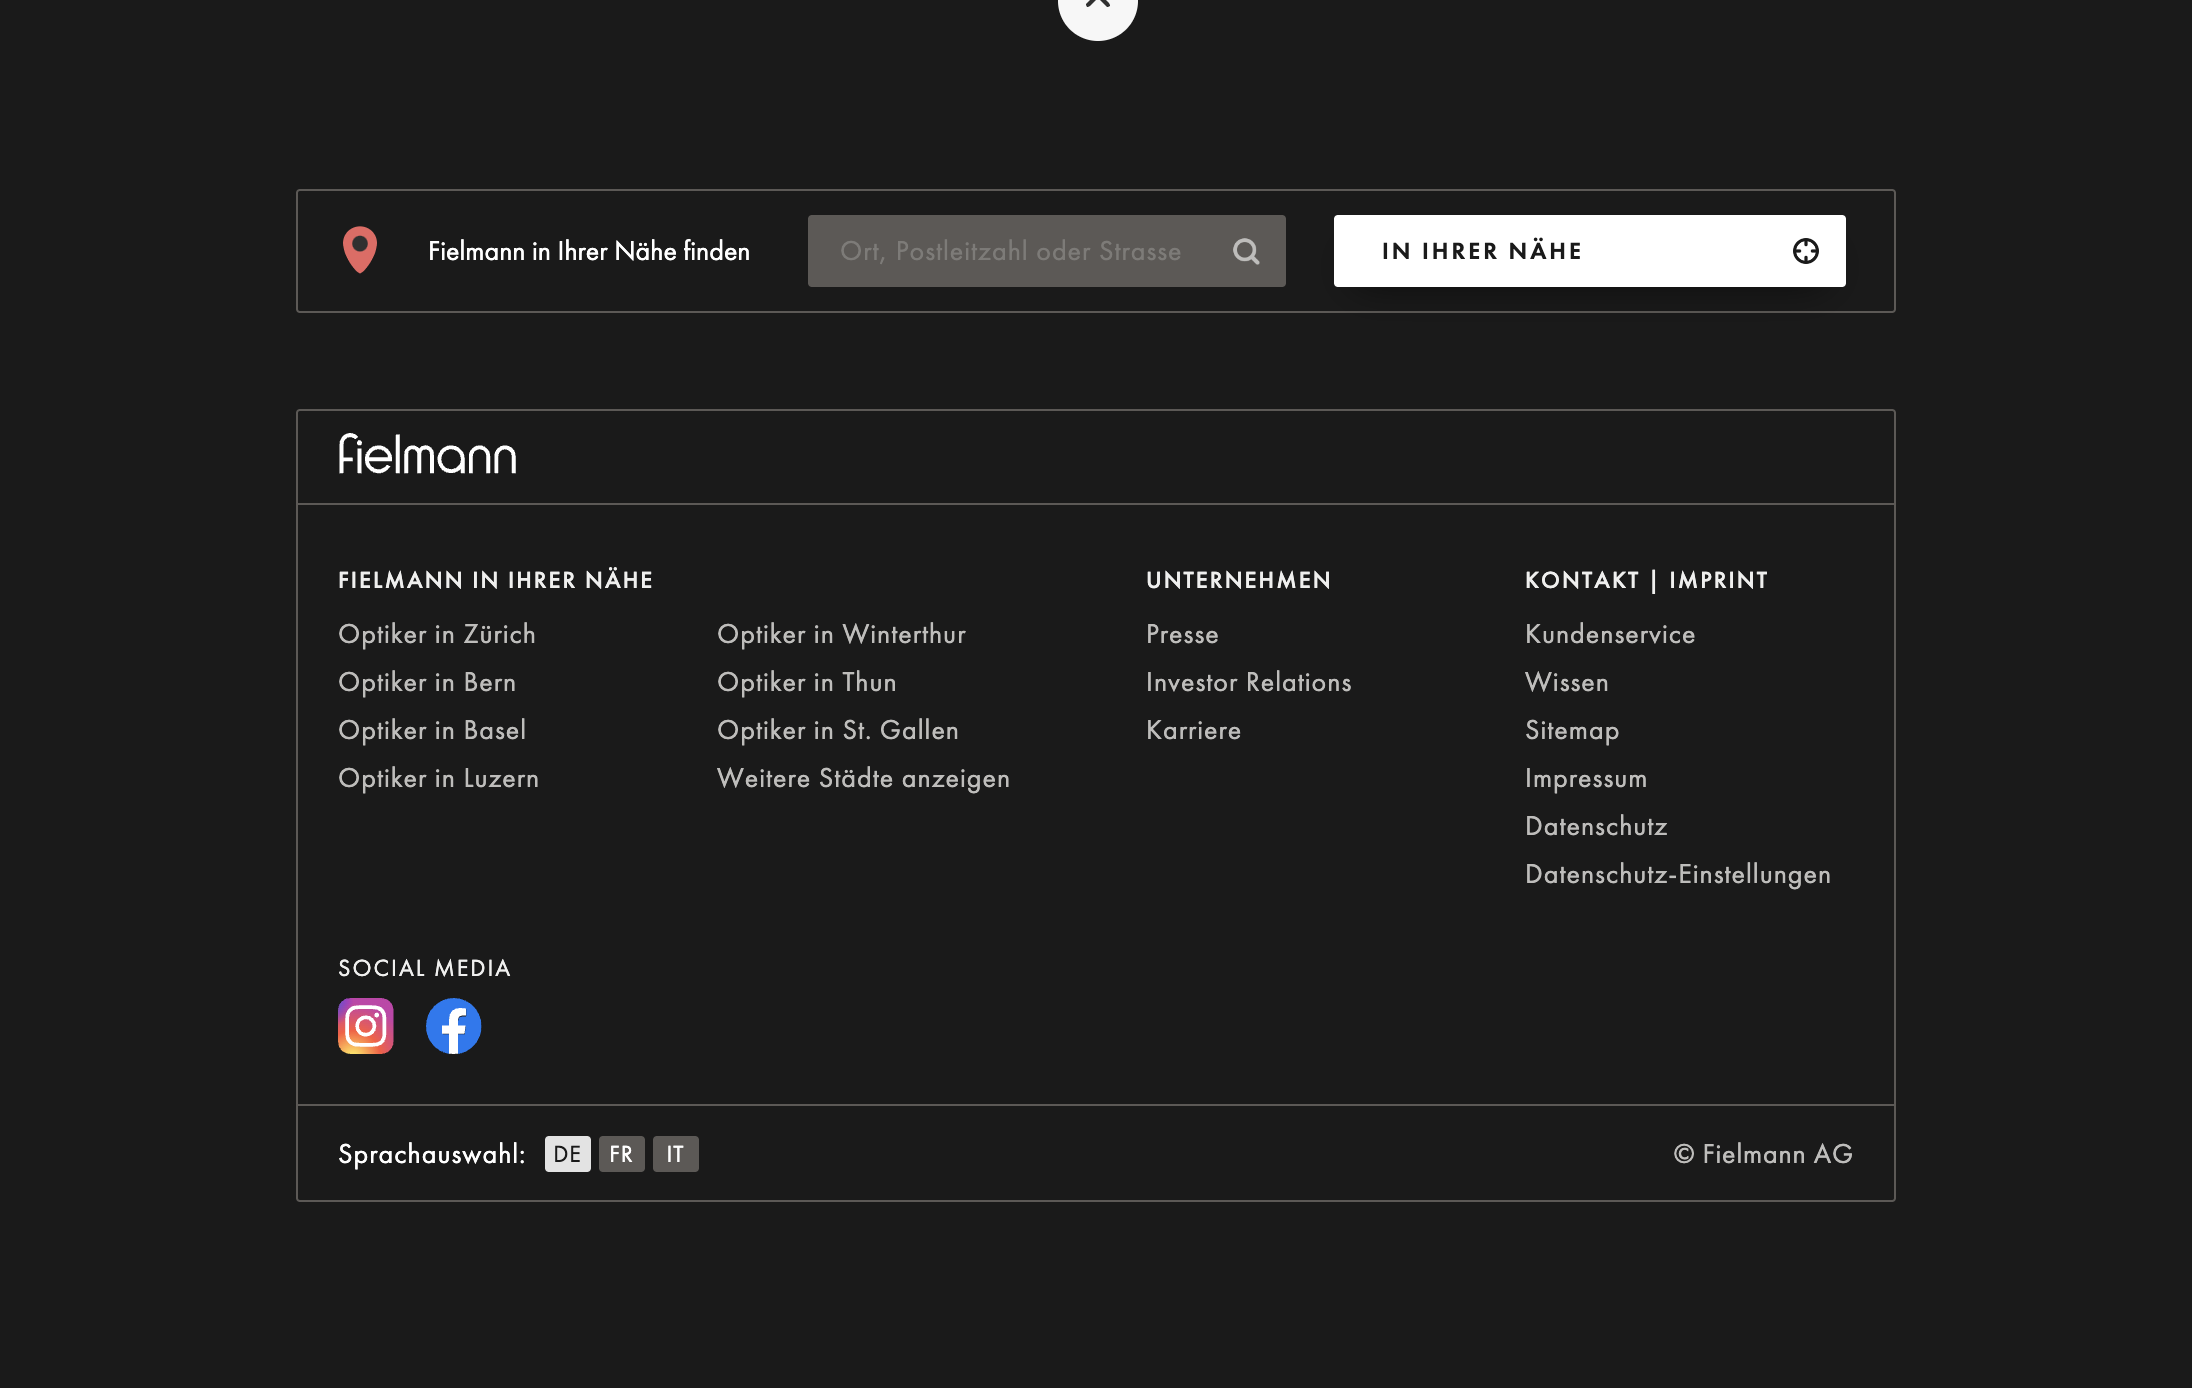 Fielmann in Ihrer Nähe finden
Ort, Postleitzahl oder Strasse
IN IHRER NÄHE
fielmann
FIELMANN IN IHRER NÄHE
Optiker in Zürich
Optiker in Bern
Optiker in Basel
Optiker in Luzern
Optiker in Winterthur
Optiker in Thun
Optiker in St. Gallen
Weitere Städte anzeigen
UNTERNEHMEN
Presse
Investor Relations
Karriere
KONTAKT | IMPRINT
Kundenservice
Wissen
Sitemap
Impressum
Datenschutz
Datenschutz-Einstellungen
SOCIAL MEDIA
Sprachauswahl: DE FR IT
© Fielmann AG